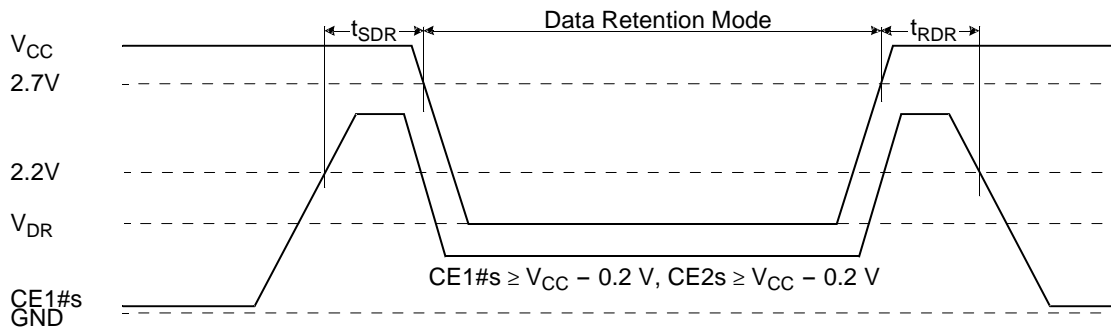 Data Retention Mode
tSDR
tRDR
VCC
2.7V
2.2V
VDR
CE1#s ≥ VCC − 0.2 V, CE2s ≥ VCC − 0.2 V
CE1#s
GND